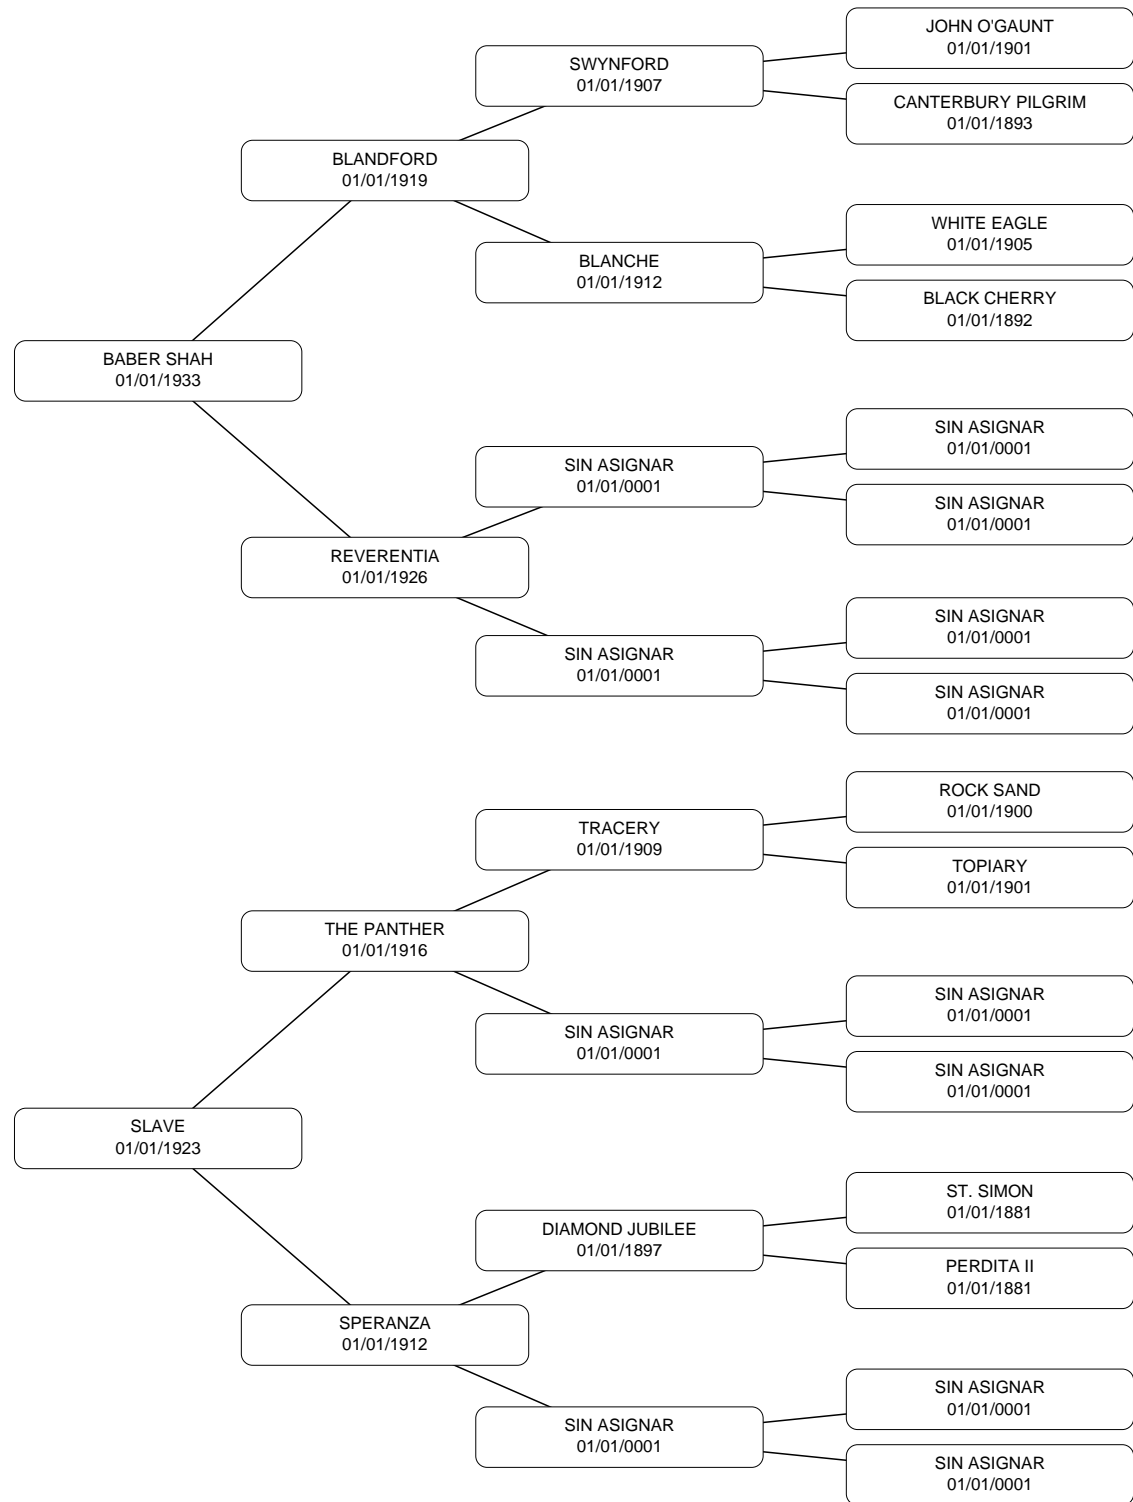 JOHN O'GAUNT
01/01/1901
SWYNFORD
01/01/1907
CANTERBURY PILGRIM
01/01/1893
BLANDFORD
01/01/1919
WHITE EAGLE
01/01/1905
BLANCHE
01/01/1912
BLACK CHERRY
01/01/1892
BABER SHAH
01/01/1933
SIN ASIGNAR
01/01/0001
SIN ASIGNAR
01/01/0001
SIN ASIGNAR
01/01/0001
REVERENTIA
01/01/1926
SIN ASIGNAR
01/01/0001
SIN ASIGNAR
01/01/0001
SIN ASIGNAR
01/01/0001
ROCK SAND
01/01/1900
TRACERY
01/01/1909
TOPIARY
01/01/1901
THE PANTHER
01/01/1916
SIN ASIGNAR
01/01/0001
SIN ASIGNAR
01/01/0001
SIN ASIGNAR
01/01/0001
SLAVE
01/01/1923
ST. SIMON
01/01/1881
DIAMOND JUBILEE
01/01/1897
PERDITA II
01/01/1881
SPERANZA
01/01/1912
SIN ASIGNAR
01/01/0001
SIN ASIGNAR
01/01/0001
SIN ASIGNAR
01/01/0001